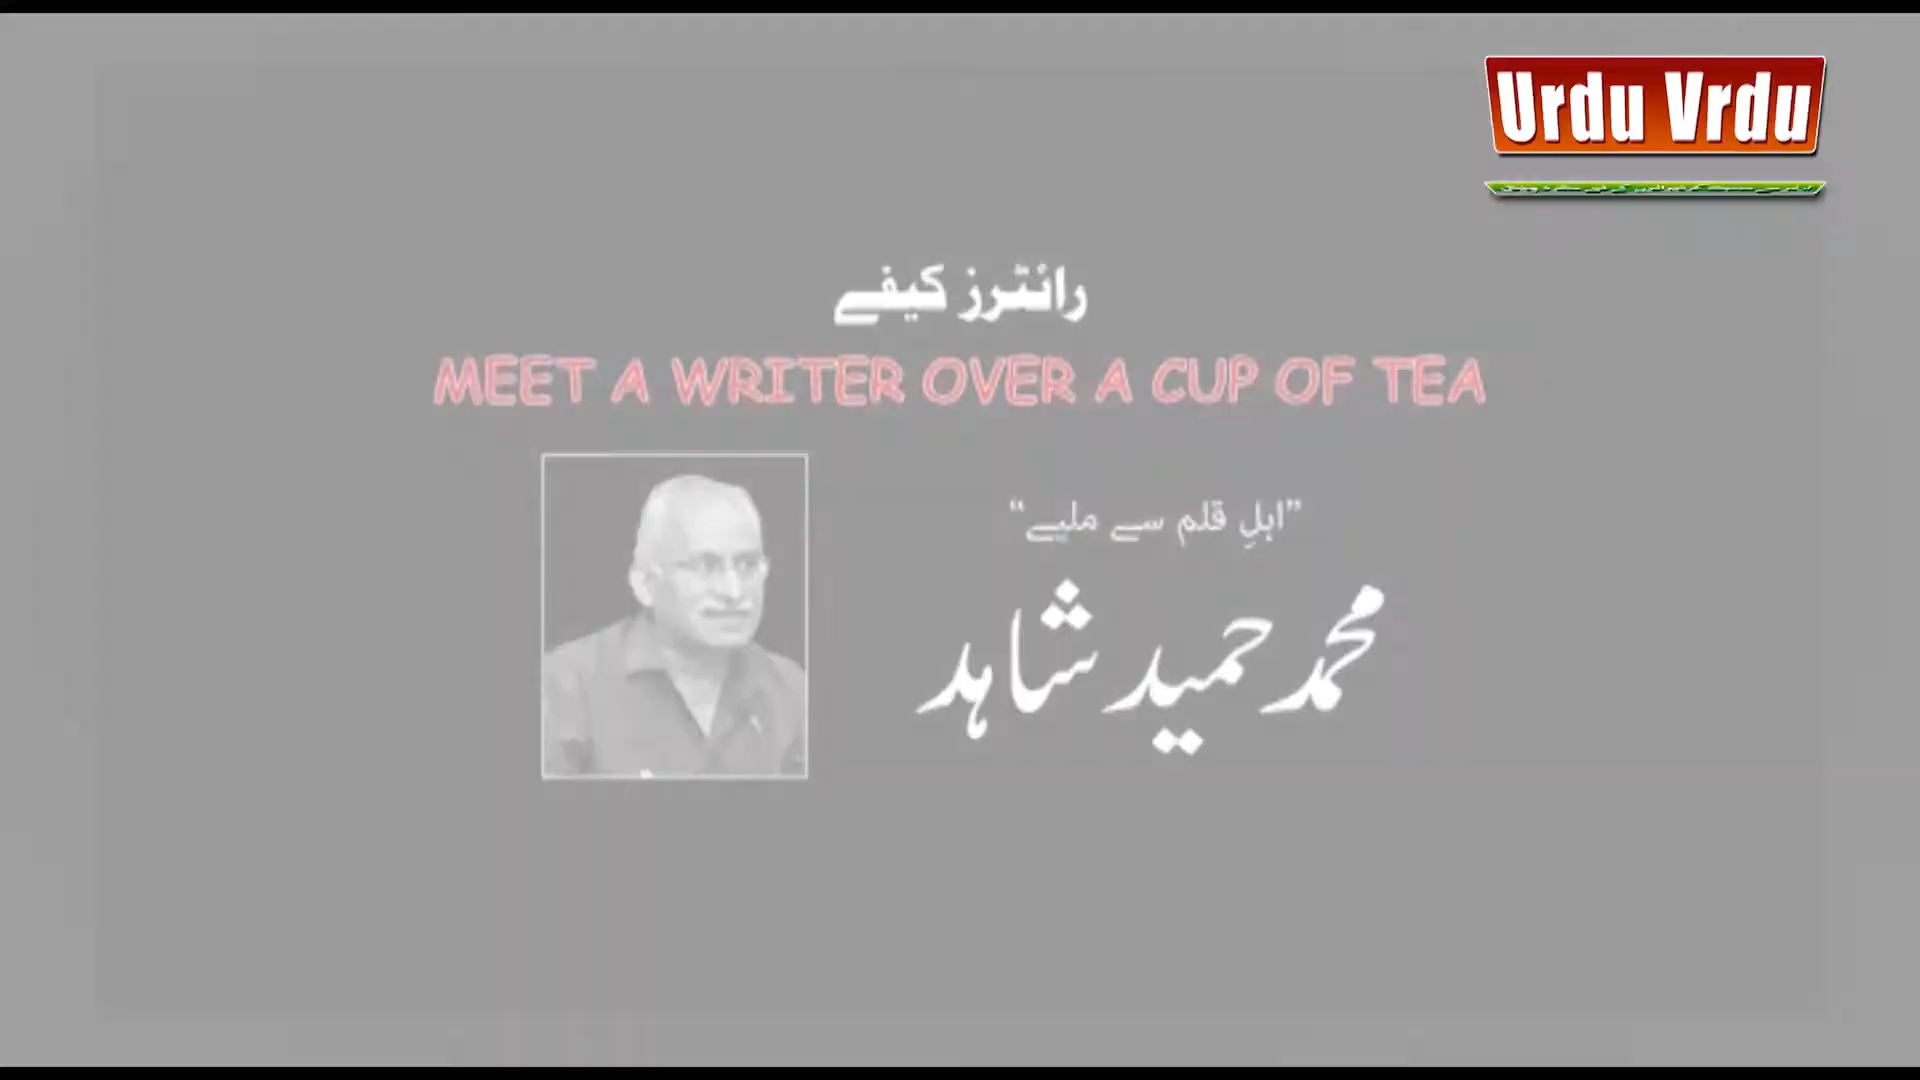 Urdu Vrdu
رائٹرز کیفے
MEET A WRITER OVER A CUP OF TEA
”اہلِ قلم سے ملیے“
محمد حمید شاہد